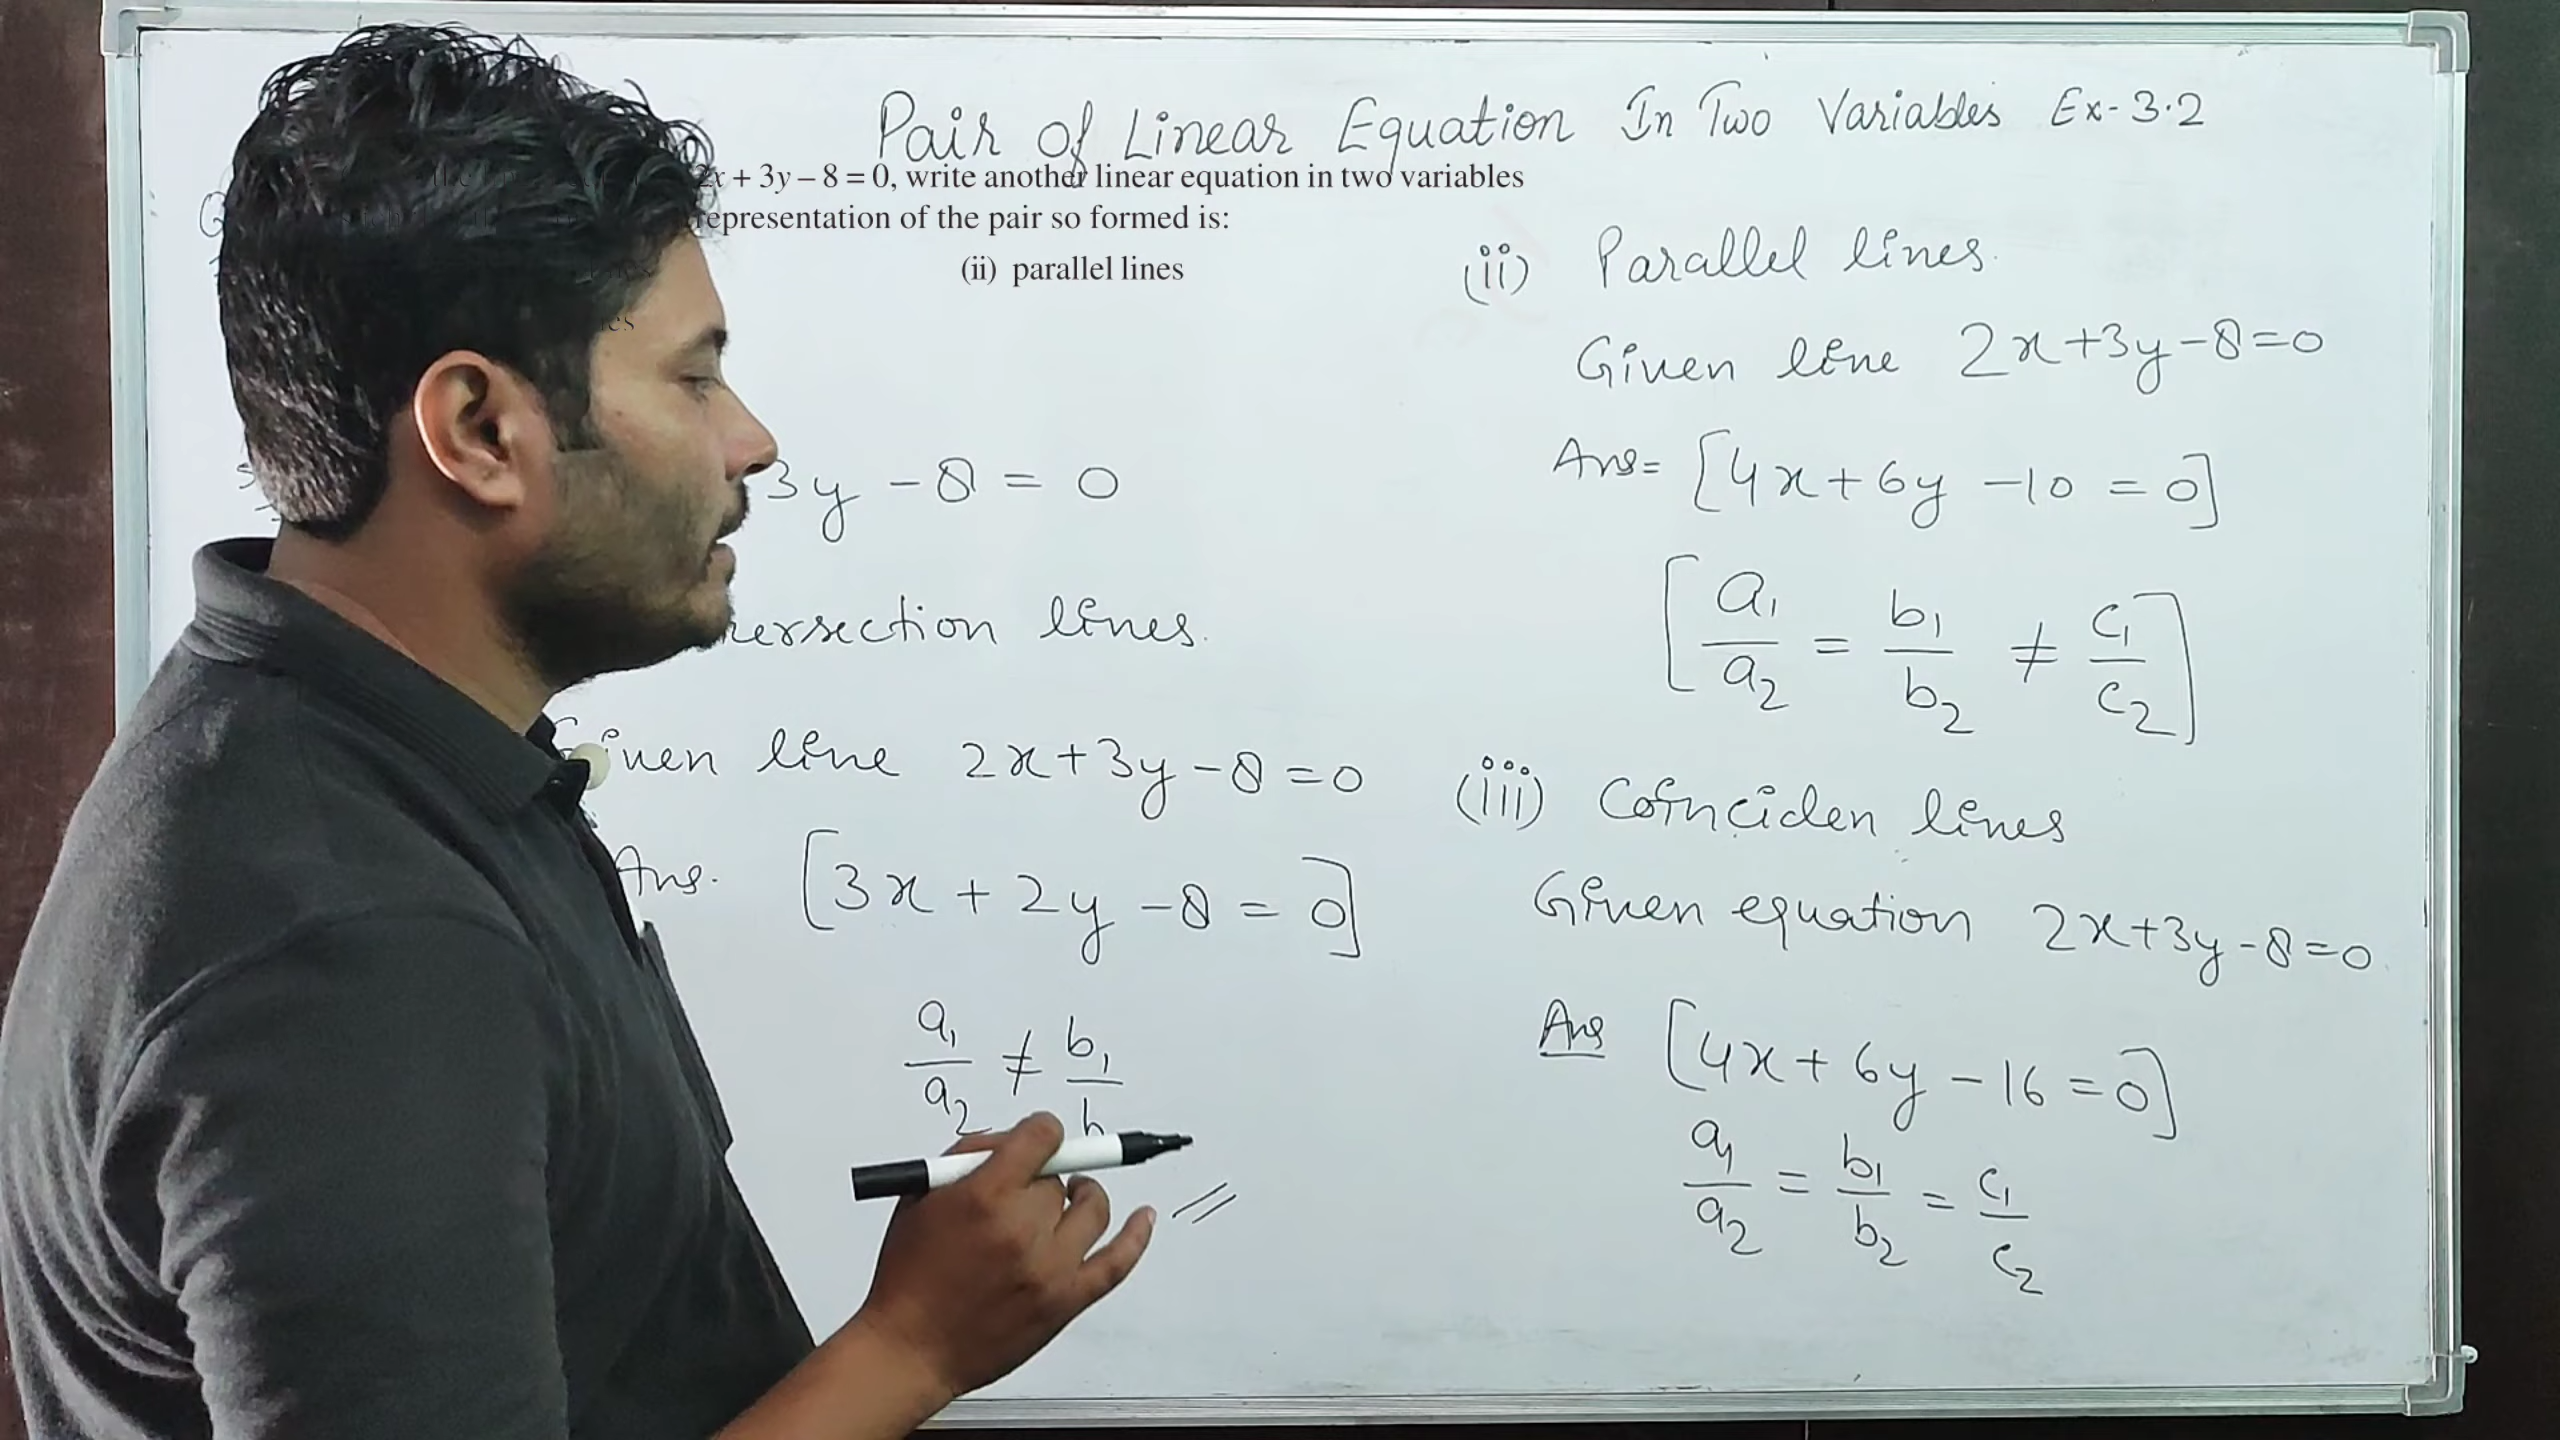 Pair of Linear Equation In Two Variables Ex-3.2
2x + 3y – 8 = 0, write another linear equation in two variables
representation of the pair so formed is:
(ii) parallel lines
3y - 8 = 0
lines.
Given line 2x+3y-8=0
Ans. [3x + 2y - 8 = 0]
a₁/a₂ ≠ b₁/b
(ii) Parallel lines.
Given line 2x+3y-8=0
Ans= [4x+6y -10 = 0]
[a₁/a₂ = b₁/b₂ ≠ c₁/c₂]
(iii) Coinciden lines
Given equation 2x+3y-8=0
Ans [4x+6y-16=0]
a₁/a₂ = b₁/b₂ = c₁/c₂